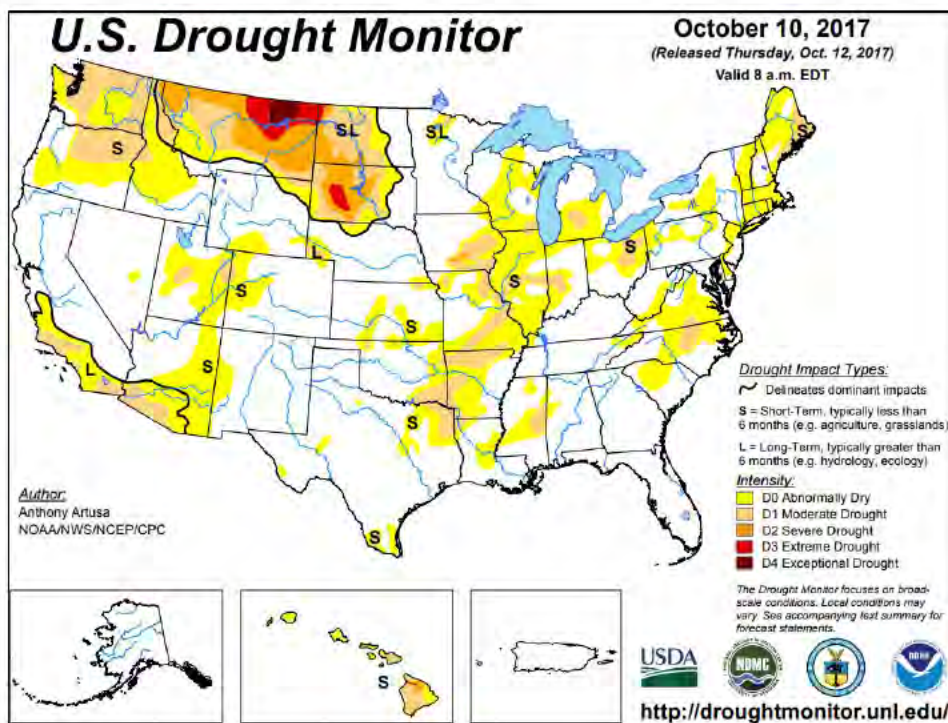 U.S. Drought Monitor
October 10, 2017
(Released Thursday, Oct. 12, 2017)
Valid 8 a.m. EDT
S
SL
SL
S
S
L
S
S
S
S
L
S
S
S
S
Drought Impact Types:
Delineates dominant impacts
S = Short-Term, typically less than
6 months (e.g. agriculture, grasslands)
L = Long-Term, typically greater than
6 months (e.g. hydrology, ecology)
Intensity:
D0 Abnormally Dry
D1 Moderate Drought
D2 Severe Drought
D3 Extreme Drought
D4 Exceptional Drought
Author:
Anthony Artusa
NOAA/NWS/NCEP/CPC
The Drought Monitor focuses on broad-
scale conditions. Local conditions may
vary. See accompanying text summary for
forecast statements.
USDA
NDMC
NOAA
http://droughtmonitor.unl.edu/